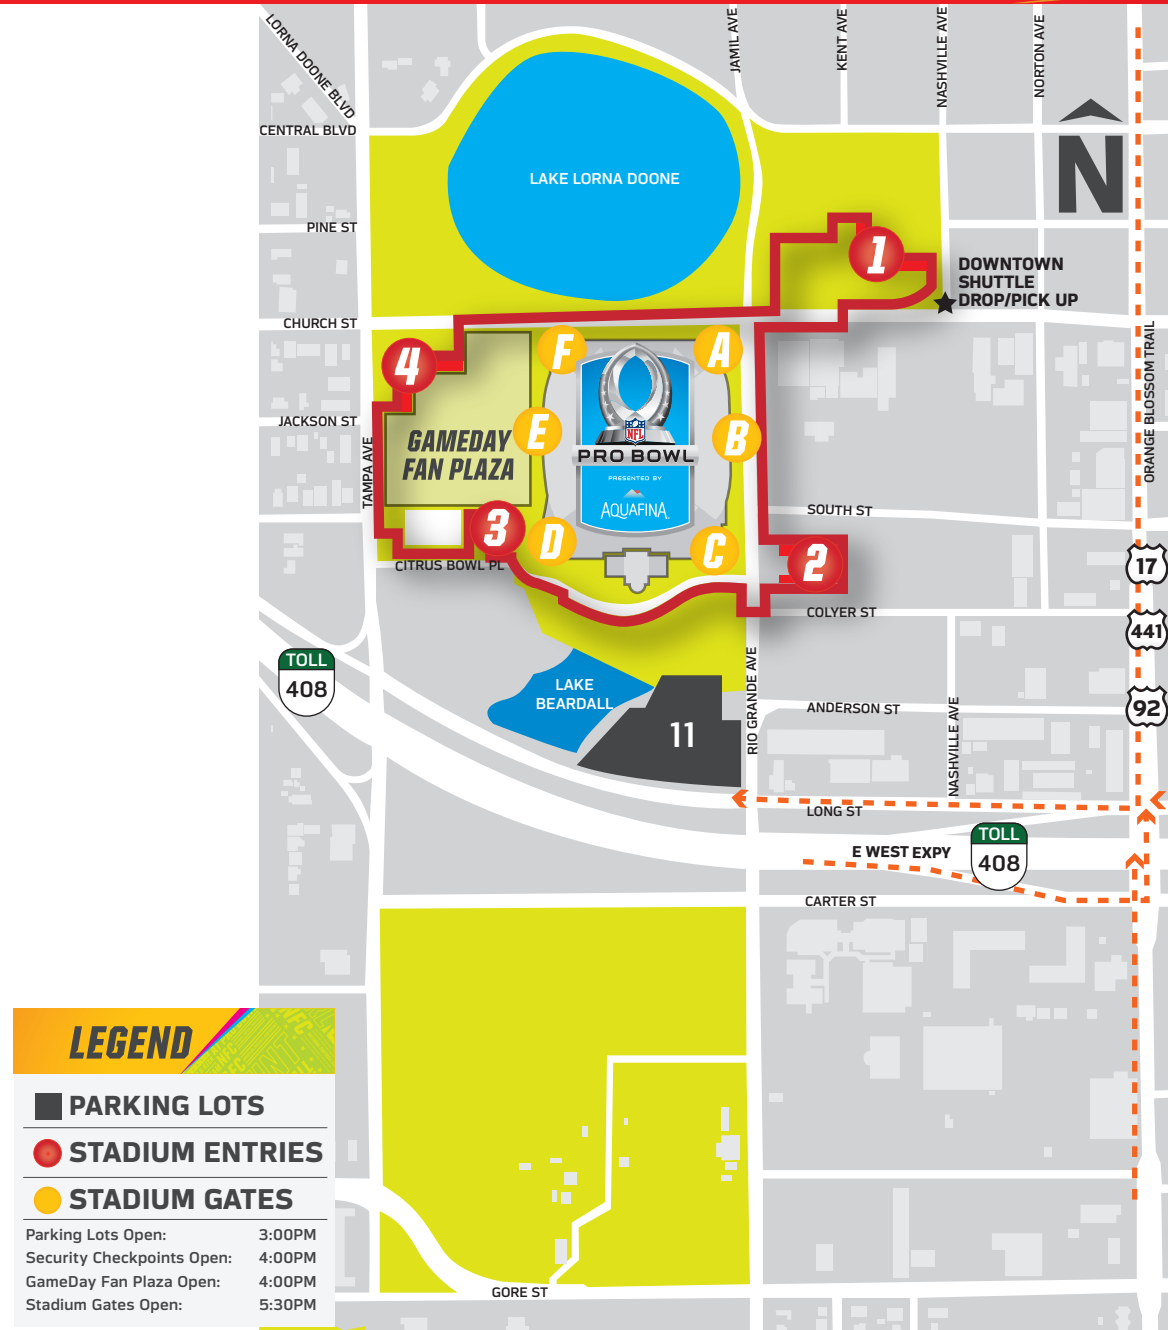 LORNA DOONE BLVD
JAMIL AVE
KENT AVE
NASHVILLE AVE
NORTON AVE
CENTRAL BLVD
N
LAKE LORNA DOONE
PINE ST
1
DOWNTOWN
SHUTTLE
DROP/PICK UP
CHURCH ST
F
A
4
ORANGE BLOSSOM TRAIL
JACKSON ST
TAMPA AVE
GAMEDAY
FAN PLAZA
E
B
NFL
PRO BOWL
PRESENTED BY
AQUAFINA
SOUTH ST
3
D
C
2
CITRUS BOWL PL
17
COLYER ST
441
TOLL
408
RIO GRANDE AVE
LAKE
BEARDALL
11
ANDERSON ST
NASHVILLE AVE
92
LONG ST
E WEST EXPY
TOLL
408
CARTER ST
LEGEND
PARKING LOTS
STADIUM ENTRIES
STADIUM GATES
Parking Lots Open: 3:00PM
Security Checkpoints Open: 4:00PM
GameDay Fan Plaza Open: 4:00PM
Stadium Gates Open: 5:30PM
GORE ST